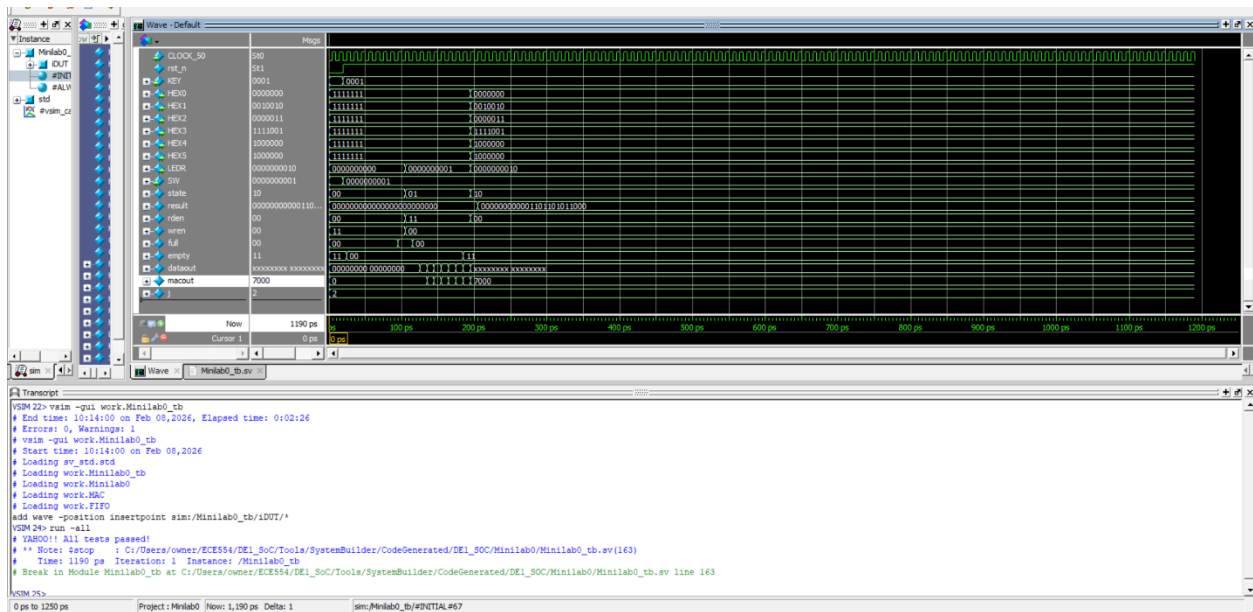 Wave - Default
Instance
Msgs
Minilab0_
iDUT
#INIT
#ALW
std
#vsim_ca
CLOCK_50 St0
rst_n St1
KEY 0001 0001
HEX0 0000000 1111111 0000000
HEX1 0010010 1111111 0010010
HEX2 0000011 1111111 0000011
HEX3 1111001 1111111 1111001
HEX4 1000000 1111111 1000000
HEX5 1000000 1111111 1000000
LEDR 0000000010 0000000000 0000000001 0000000010
SW 0000000001 0000000001
state 10 00 01 10
result 00000000000110... 00000000000000000000000000 00000000000001101101011000
rden 00 00 11 00
wren 00 11 00
full 00 00 00
empty 11 11 00 11
dataout xxxxxxxx xxxxxxxx 00000000 00000000 xxxxxxxx xxxxxxxx
macout 7000 0 7000
j 2 2
Now 1190 ps ps 100 ps 200 ps 300 ps 400 ps 500 ps 600 ps 700 ps 800 ps 900 ps 1000 ps 1100 ps 1200 ps
Cursor 1 0 ps 0 ps
sim Wave Minilab0_tb.sv
Transcript
VSIM 22> vsim -gui work.Minilab0_tb
# End time: 10:14:00 on Feb 08,2026, Elapsed time: 0:02:26
# Errors: 0, Warnings: 1
# vsim -gui work.Minilab0_tb
# Start time: 10:14:00 on Feb 08,2026
# Loading sv_std.std
# Loading work.Minilab0_tb
# Loading work.Minilab0
# Loading work.MAC
# Loading work.FIFO
add wave -position insertpoint sim:/Minilab0_tb/iDUT/*
VSIM 24> run -all
# YAHOO!! All tests passed!
# ** Note: $stop : C:/Users/owner/ECE554/DE1_SoC/Tools/SystemBuilder/CodeGenerated/DE1_SOC/Minilab0/Minilab0_tb.sv(163)
# Time: 1190 ps Iteration: 1 Instance: /Minilab0_tb
# Break in Module Minilab0_tb at C:/Users/owner/ECE554/DE1_SoC/Tools/SystemBuilder/CodeGenerated/DE1_SOC/Minilab0/Minilab0_tb.sv line 163
VSIM 25>
0 ps to 1250 ps Project : Minilab0 Now: 1,190 ps Delta: 1 sim:/Minilab0_tb/#INITIAL#67